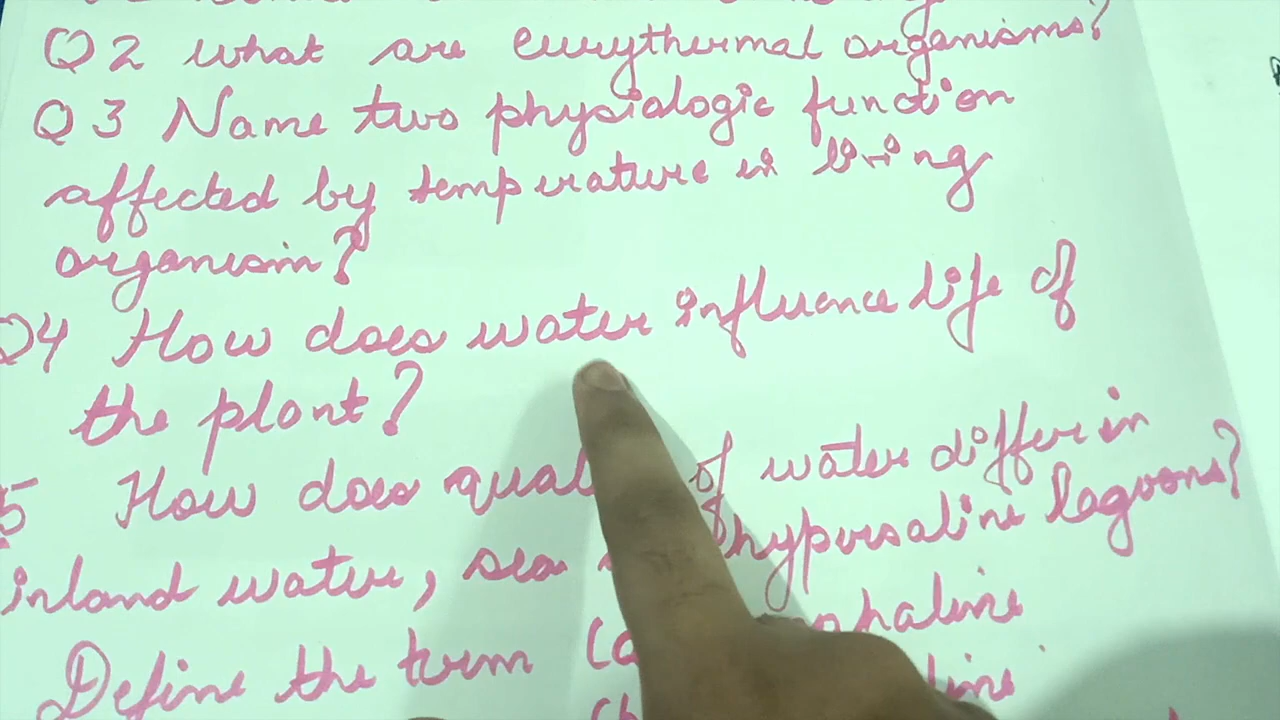 Q2 what are eurythermal organisms?
Q3 Name two physiologic function
affected by temperature in living
organism?
Q4 How does water influence life of
the plant?
5 How does of water differ in
inland water, sea hypersaline lagoons?
Define the term